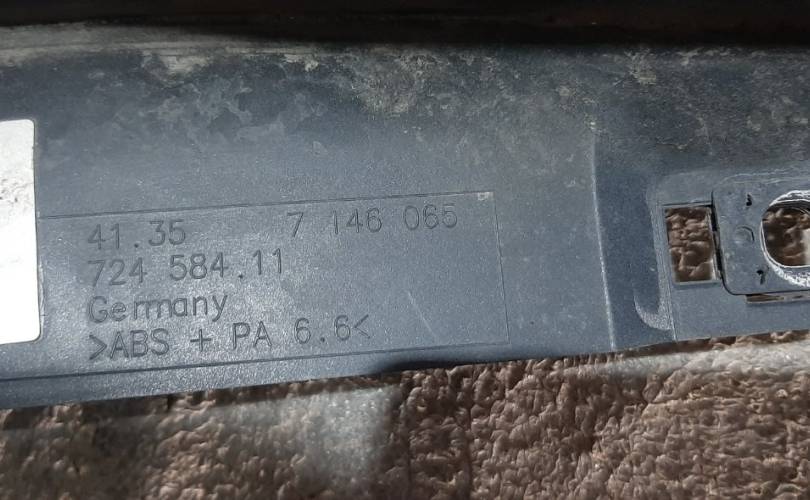 41.35 7 146 065
724 584.11
Germany
>ABS + PA 6.6<